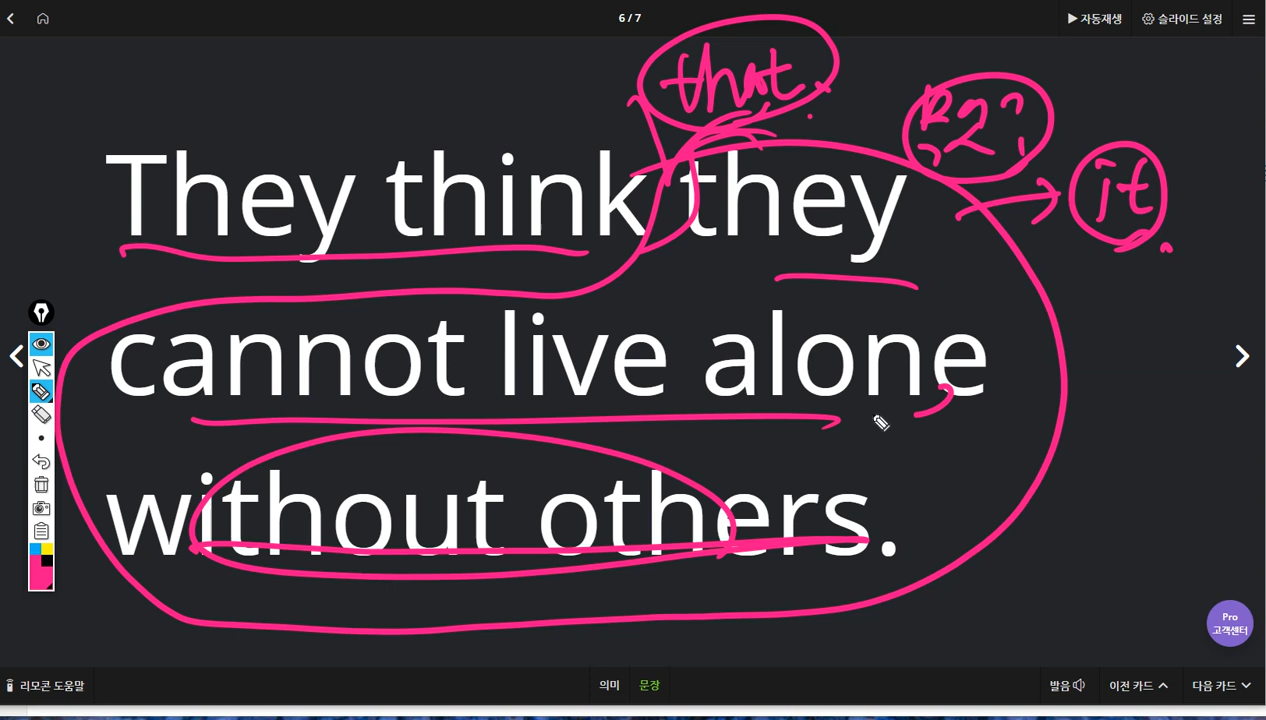 6 / 7
자동재생
슬라이드 설정
that.
They think they
it.
cannot live alone
without others.
Pro
고객센터
리모콘 도움말
의미
문장
발음
이전 카드
다음 카드